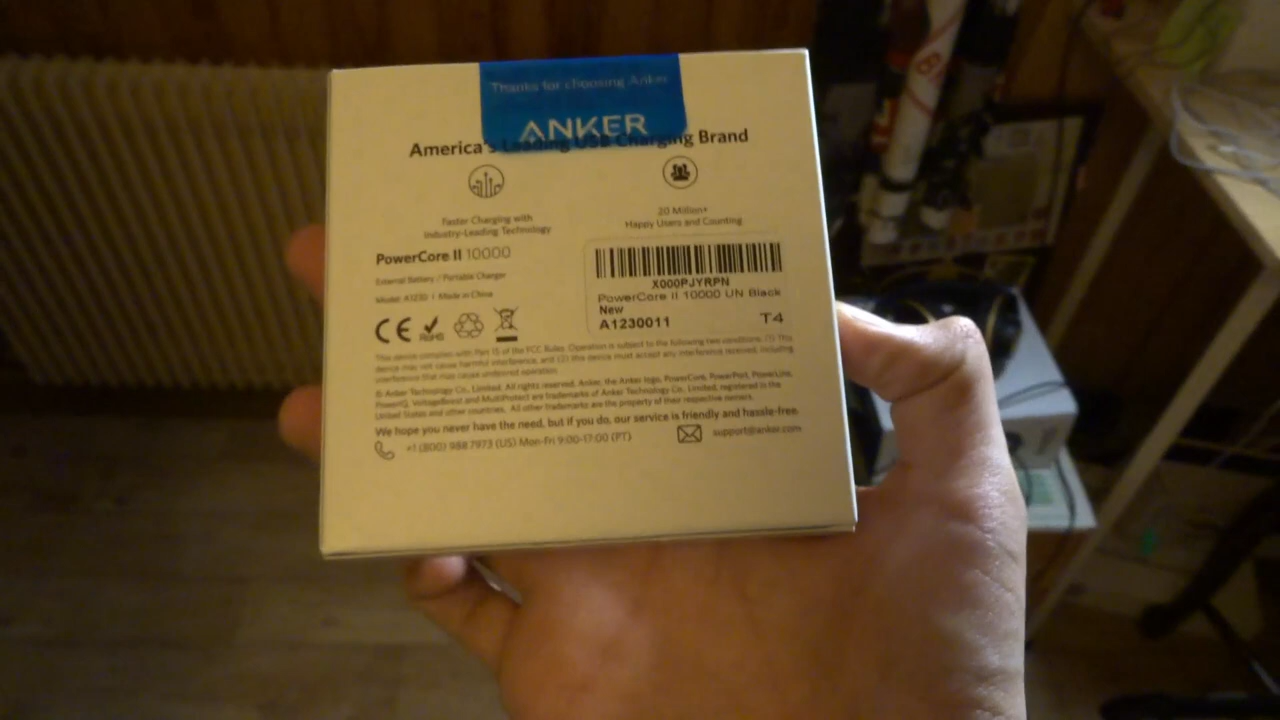 Thanks for choosing Anker
ANKER
America's Leading USB Charging Brand
Faster Charging with
Industry-Leading Technology
20 Million+
Happy Users and Counting
PowerCore II 10000
External Battery / Portable Charger
Model: A1230 | Made in China
X000PJYRPN
PowerCore II 10000 UN Black
New
A1230011 T4
CE RoHS
This device complies with Part 15 of the FCC Rules. Operation is subject to the following two conditions: (1) This
device may not cause harmful interference, and (2) this device must accept any interference received, including
interference that may cause undesired operation.
© Anker Technology Co., Limited. All rights reserved. Anker, the Anker logo, PowerCore, PowerPort, PowerLine,
PowerIQ, VoltageBoost and MultiProtect are trademarks of Anker Technology Co., Limited, registered in the
United States and other countries. All other trademarks are the property of their respective owners.
We hope you never have the need, but if you do, our service is friendly and hassle-free.
+1 (800) 988 7973 (US) Mon-Fri 9:00-17:00 (PT)
support@anker.com